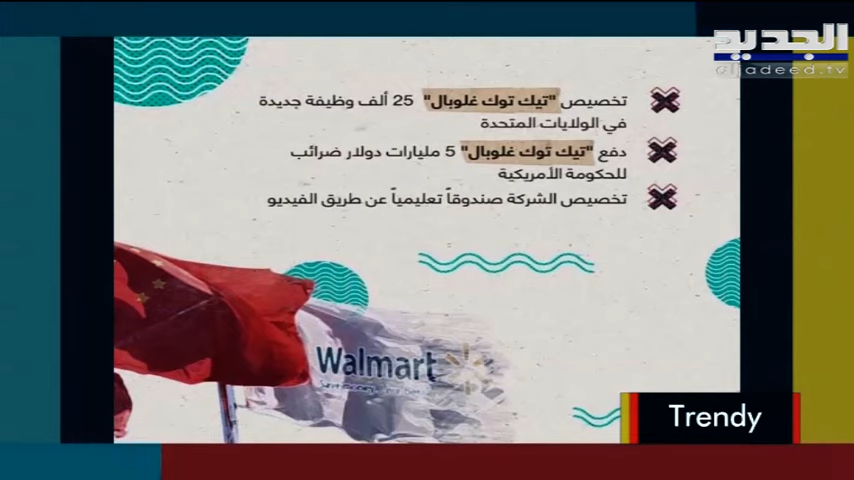 الجديد
eljadeed.tv
تخصيص "تيك توك غلوبال" 25 ألف وظيفة جديدة
في الولايات المتحدة
دفع "تيك توك غلوبال" 5 مليارات دولار ضرائب
للحكومة الأمريكية
تخصيص الشركة صندوقاً تعليمياً عن طريق الفيديو
Walmart
Trendy